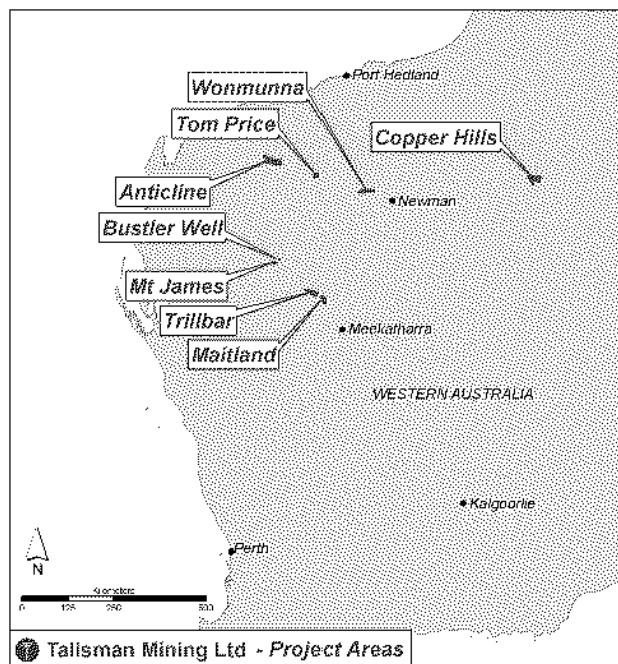 Port Hedland
Wonmunna
Tom Price
Copper Hills
Anticline
Newman
Bustler Well
Mt James
Trillbar
Maitland
Meekatharra
WESTERN AUSTRALIA
Kalgoorlie
Perth
N
Kilometers
0 125 250 500
Talisman Mining Ltd - Project Areas